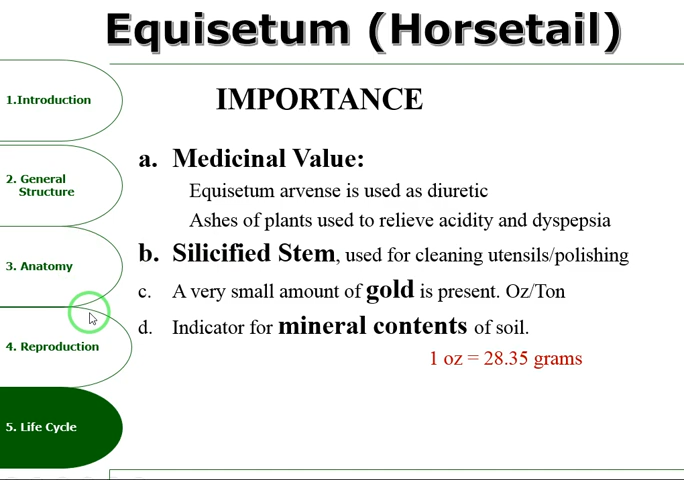 Equisetum (Horsetail)
1.Introduction
2. General
Structure
3. Anatomy
4. Reproduction
5. Life Cycle
IMPORTANCE
a. Medicinal Value:
Equisetum arvense is used as diuretic
Ashes of plants used to relieve acidity and dyspepsia
b. Silicified Stem, used for cleaning utensils/polishing
c. A very small amount of gold is present. Oz/Ton
d. Indicator for mineral contents of soil.
1 oz = 28.35 grams